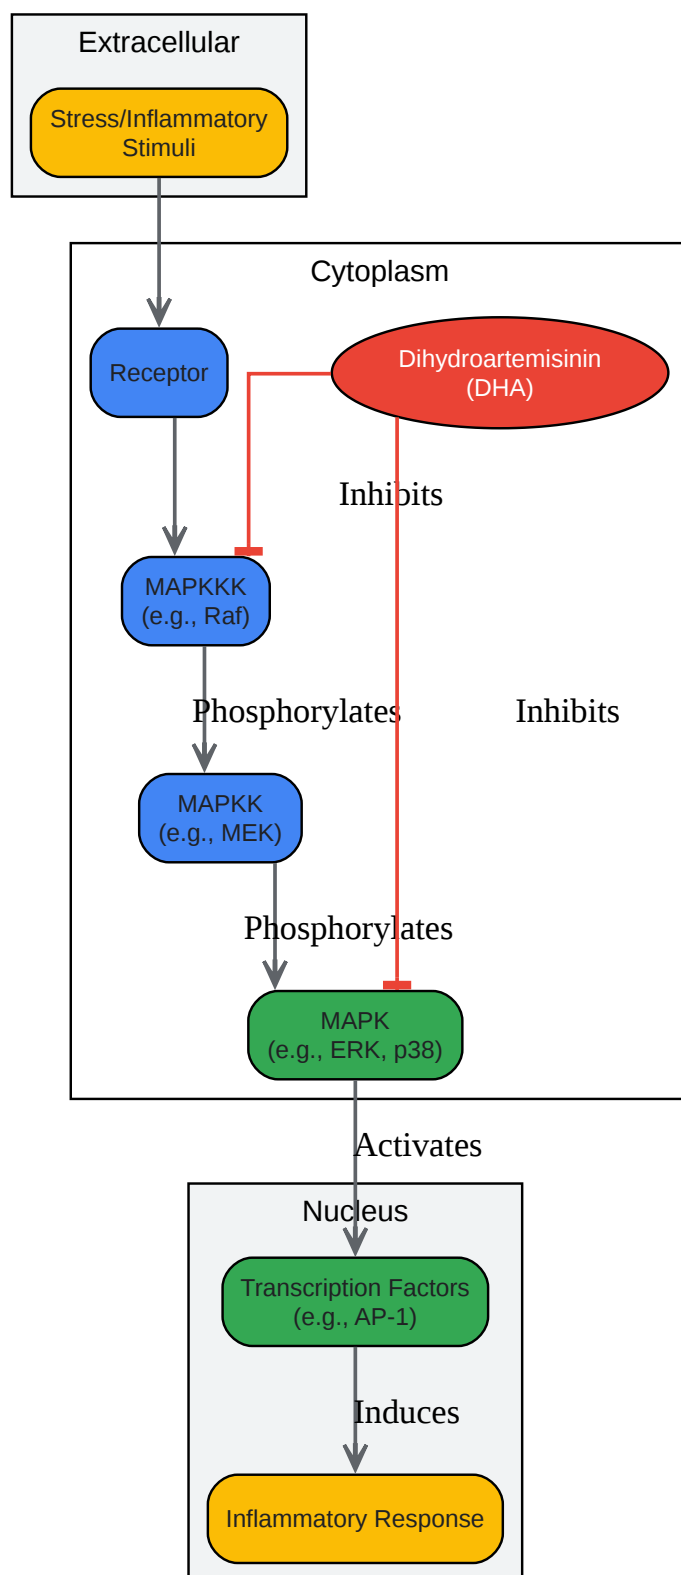 Extracellular
Stress/Inflammatory
Stimuli
Cytoplasm
Receptor
Dihydroartemisinin
(DHA)
Inhibits
MAPKKK
(e.g., Raf)
Phosphorylates
Inhibits
MAPKK
(e.g., MEK)
Phosphorylates
MAPK
(e.g., ERK, p38)
Activates
Nucleus
Transcription Factors
(e.g., AP-1)
Induces
Inflammatory Response